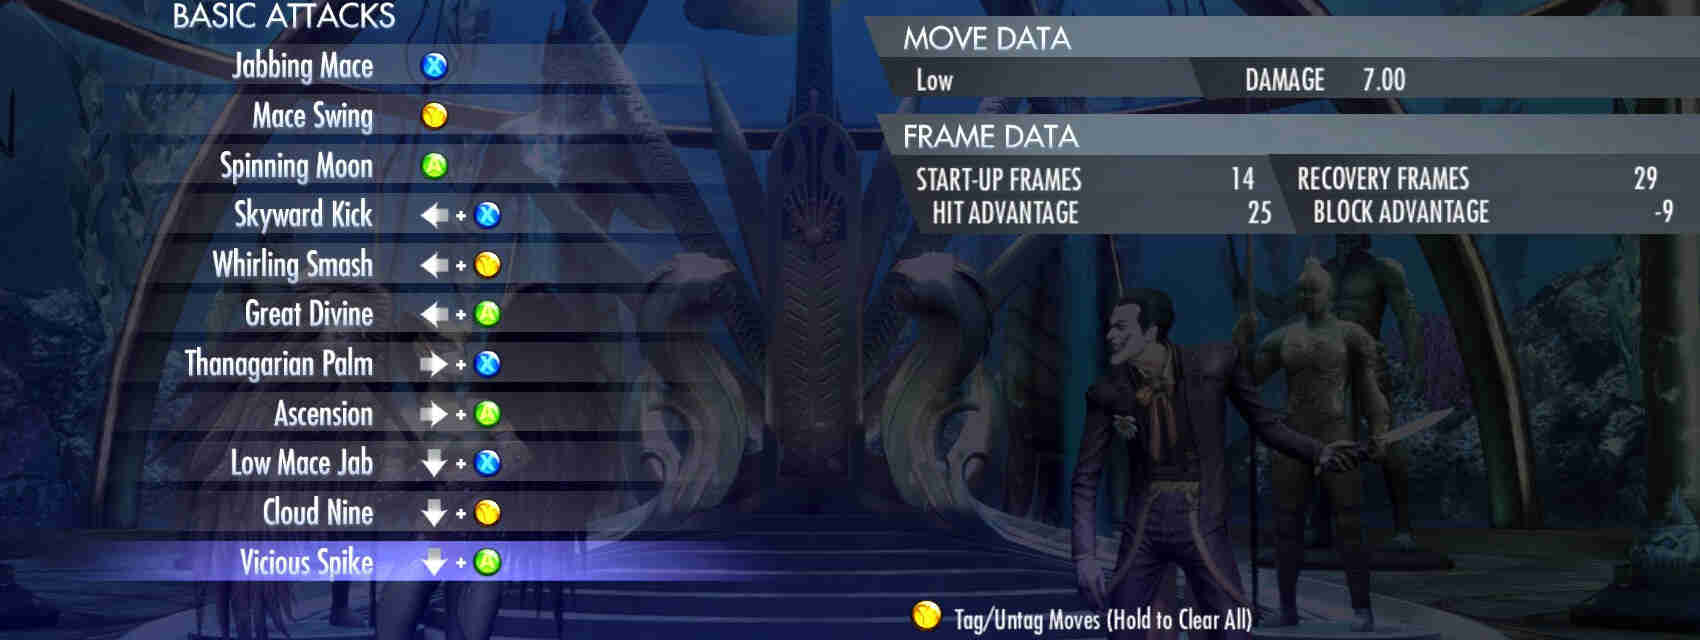 BASIC ATTACKS
Jabbing Mace X
Mace Swing Y
Spinning Moon A
Skyward Kick + X
Whirling Smash + Y
Great Divine + A
Thanagarian Palm + X
Ascension + A
Low Mace Jab + X
Cloud Nine + Y
Vicious Spike + A
MOVE DATA
Low DAMAGE 7.00
FRAME DATA
START-UP FRAMES 14 RECOVERY FRAMES 29
HIT ADVANTAGE 25 BLOCK ADVANTAGE -9
Y Tag/Untag Moves (Hold to Clear All)